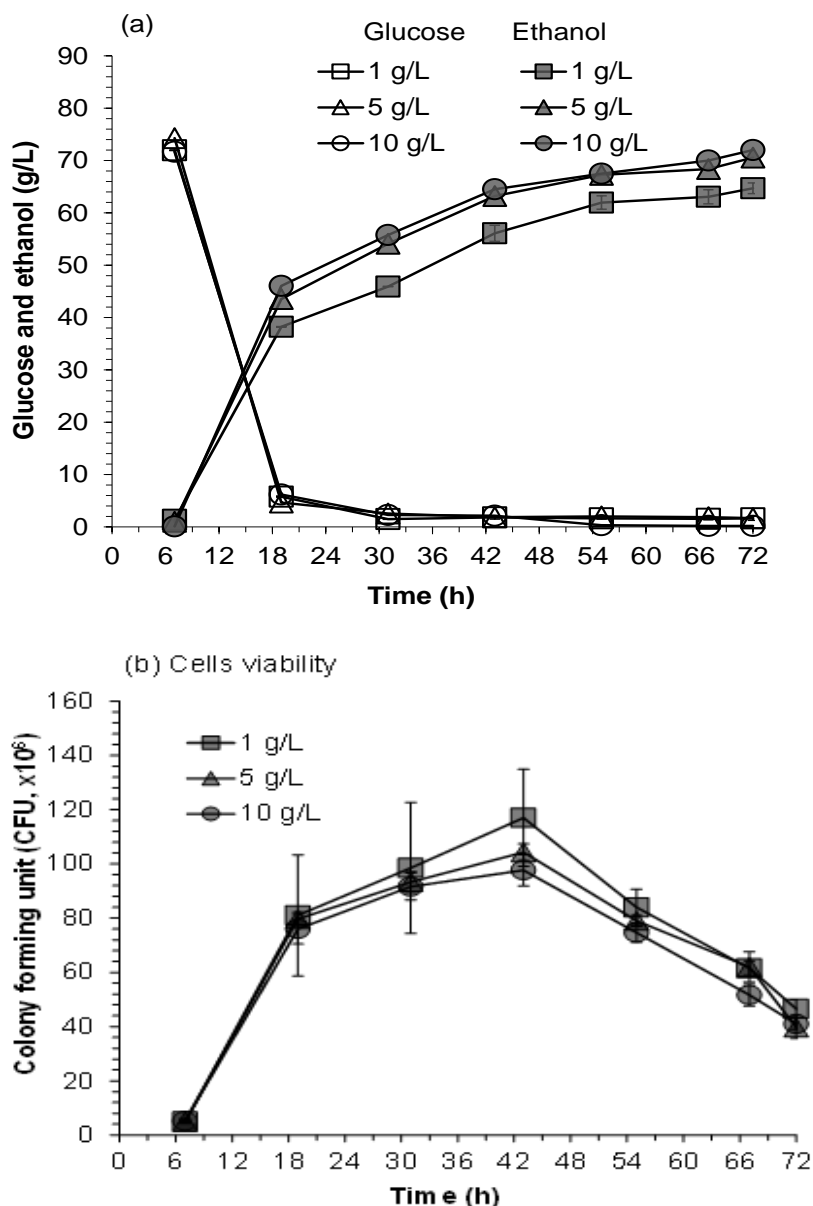 (a)
Glucose Ethanol
1 g/L 1 g/L
5 g/L 5 g/L
10 g/L 10 g/L
90
80
70
60
50
40
30
20
10
0
Glucose and ethanol (g/L)
0 6 12 18 24 30 36 42 48 54 60 66 72
Time (h)
(b) Cells viability
160
140
120
100
80
60
40
20
0
Colony forming unit (CFU, x10⁶)
1 g/L
5 g/L
10 g/L
0 6 12 18 24 30 36 42 48 54 60 66 72
Time (h)